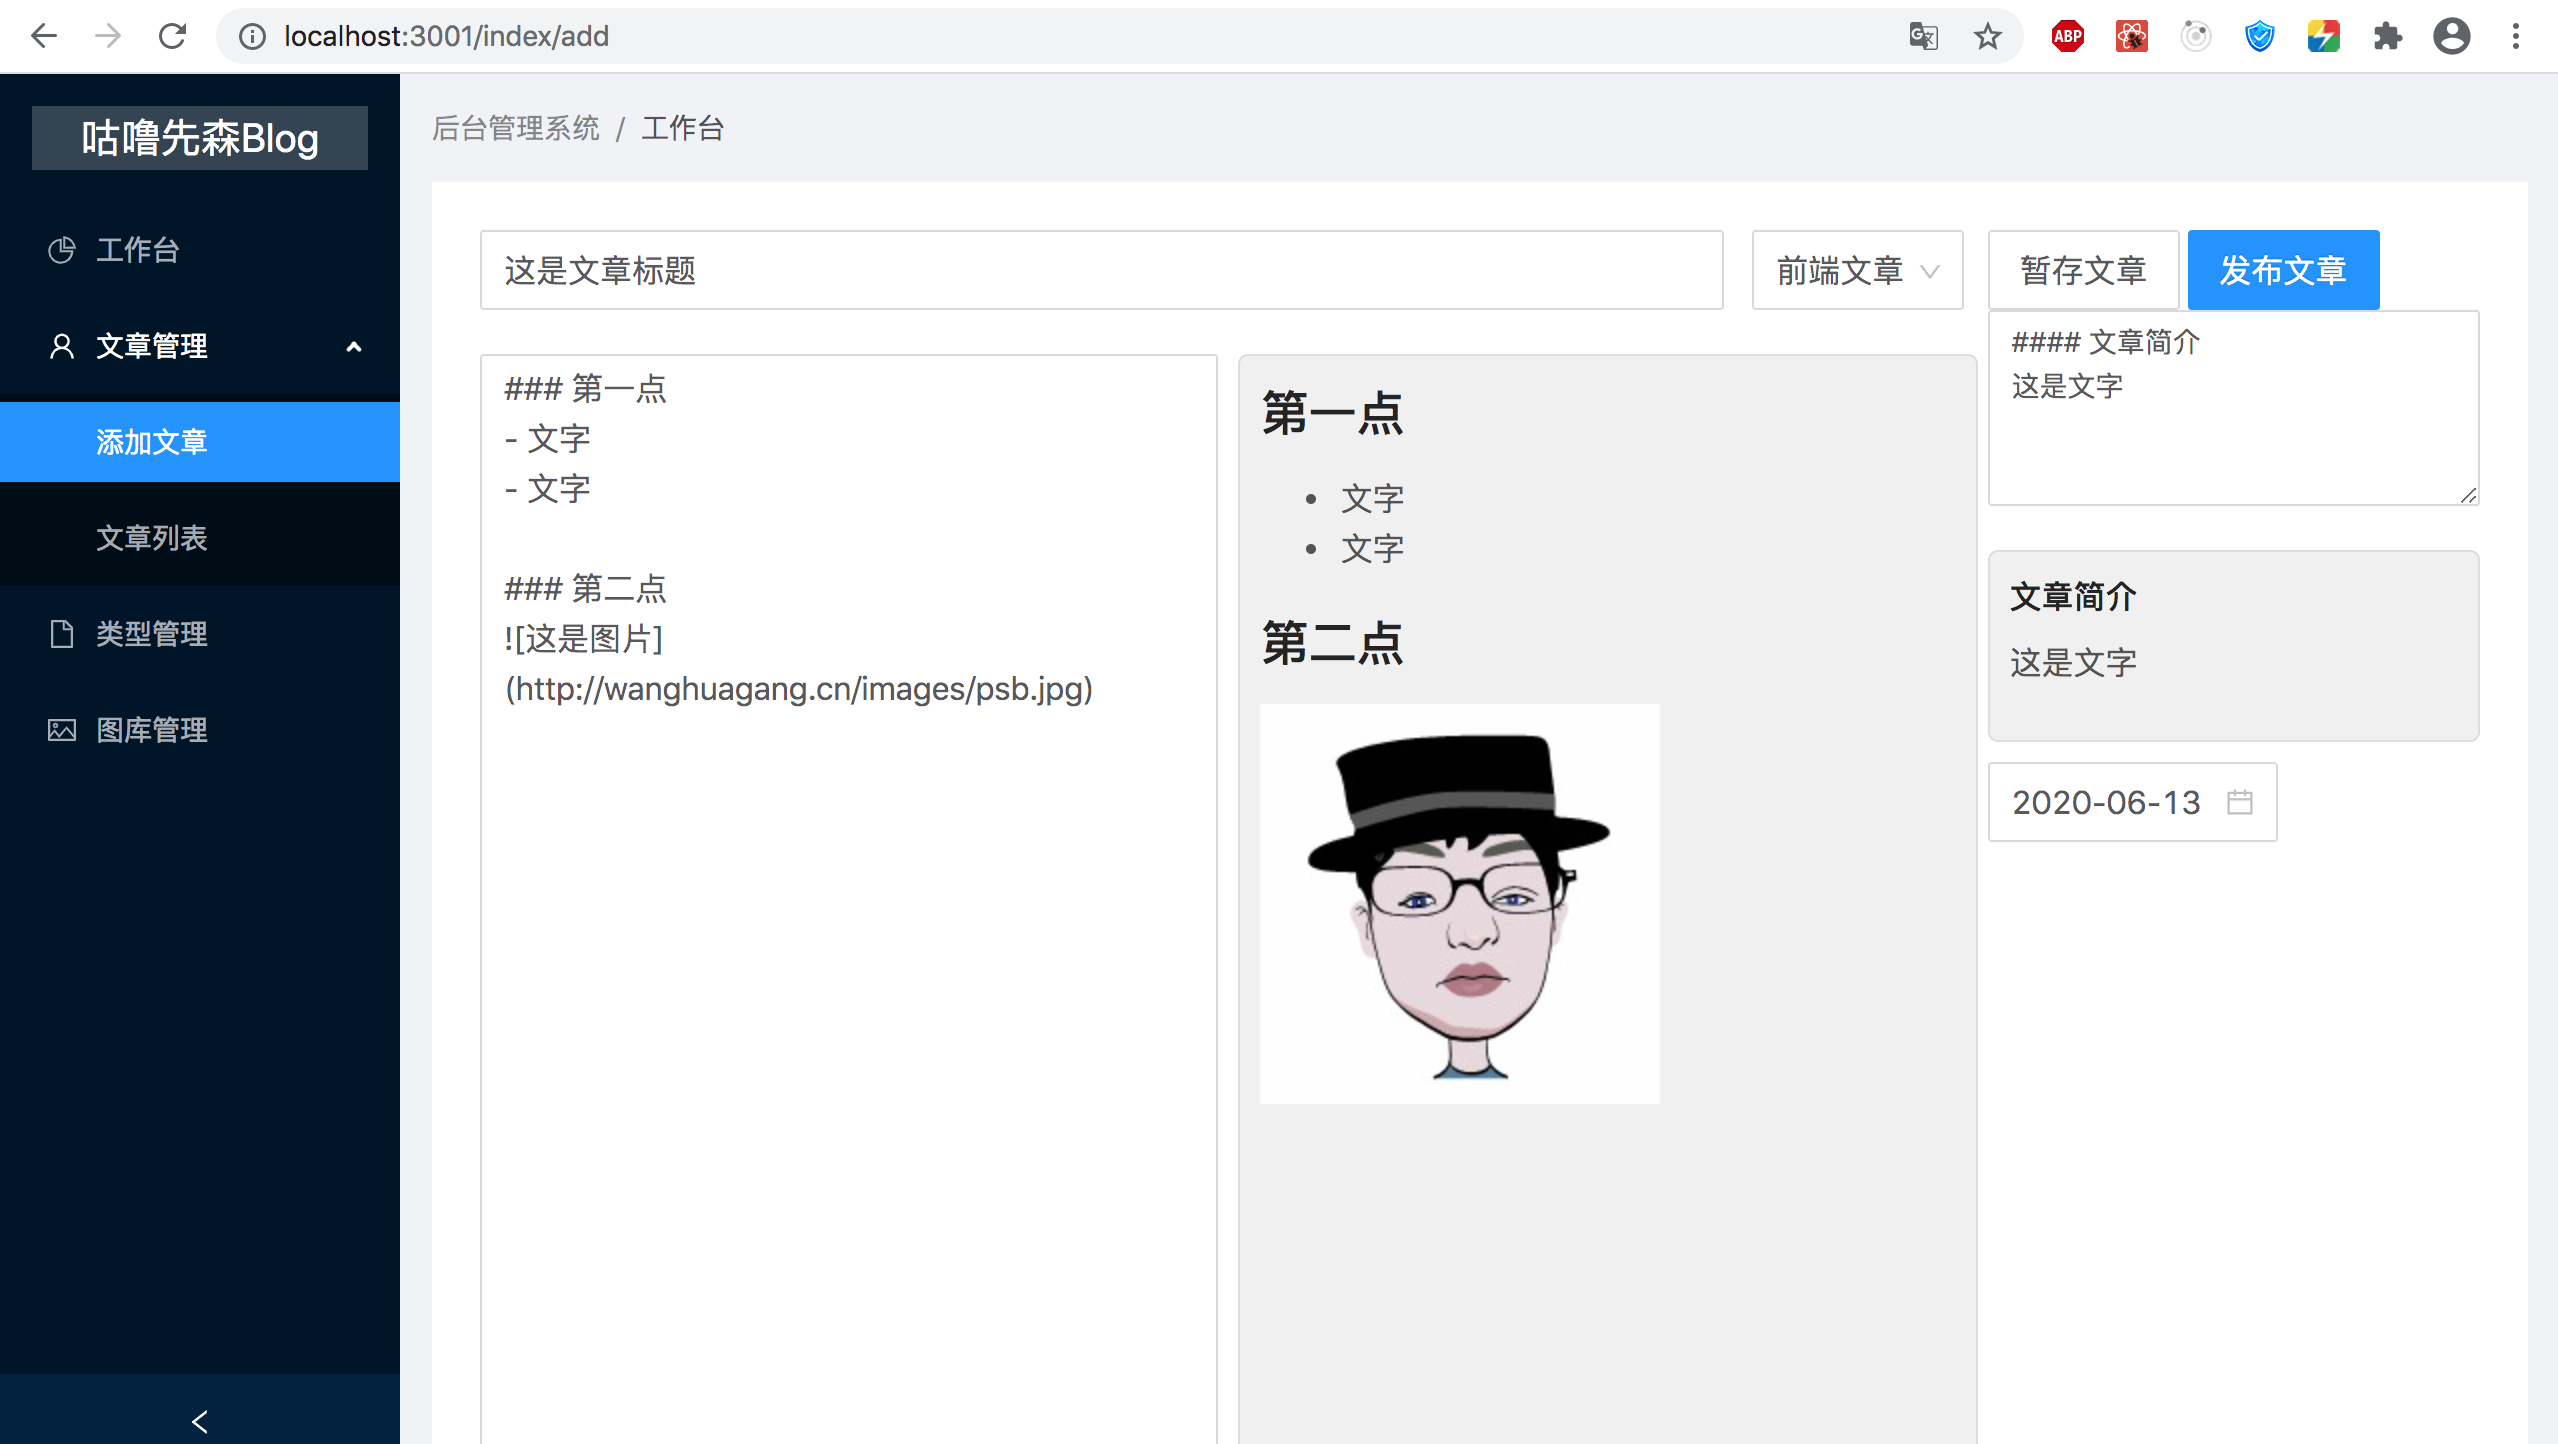 localhost:3001/index/add
ABP
咕噜先森Blog
工作台
文章管理
添加文章
文章列表
类型管理
图库管理
后台管理系统 / 工作台
这是文章标题
前端文章
暂存文章
发布文章
### 第一点
- 文字
- 文字
### 第二点
![这是图片]
(http://wanghuagang.cn/images/psb.jpg)
第一点
• 文字
• 文字
第二点
#### 文章简介
这是文字
文章简介
这是文字
2020-06-13